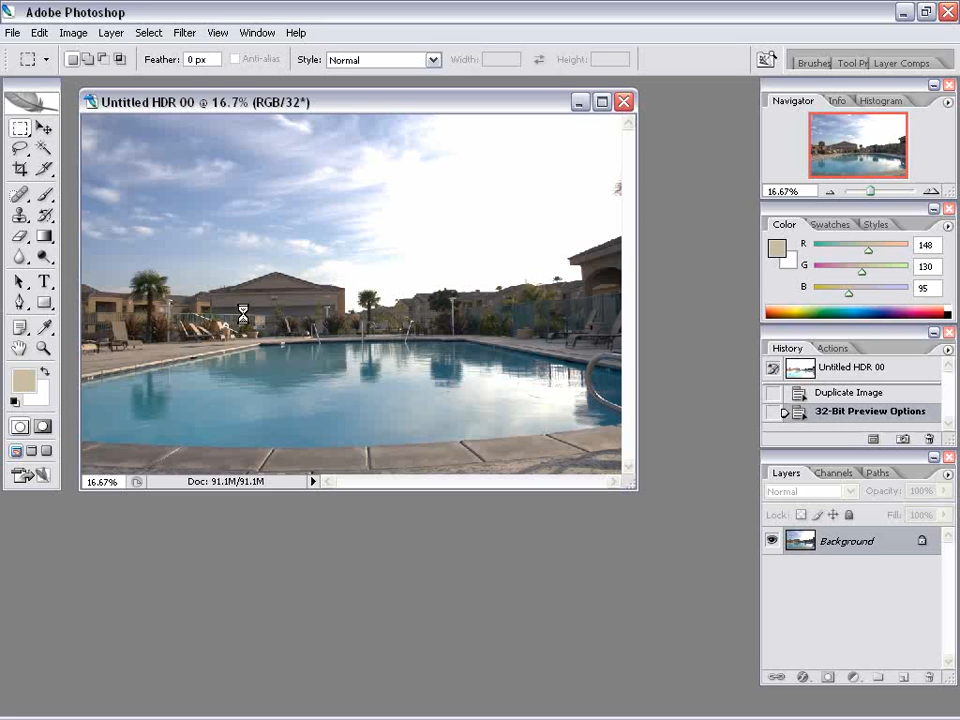 Adobe Photoshop
File Edit Image Layer Select Filter View Window Help
Feather: 0 px Anti-alias Style: Normal Width: Height: Brushes Tool Pr Layer Comps
Untitled HDR 00 @ 16.7% (RGB/32*)
Navigator Info Histogram
16.67%
Color Swatches Styles
R 148
G 130
B 95
History Actions
Untitled HDR 00
Duplicate Image
32-Bit Preview Options
Layers Channels Paths
16.67% Doc: 91.1M/91.1M
Normal Opacity: 100%
Lock: Fill: 100%
Background